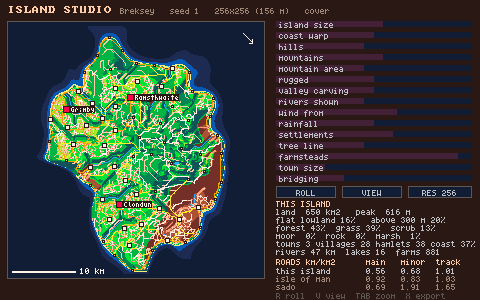 ISLAND STUDIO Breksey seed 1 256x256 (156 m) cover
island size
coast warp
hills
mountains
mountain area
rugged
valley carving
rivers shown
wind from
rainfall
settlements
tree line
farmsteads
town size
bridging
Ramsthwaite
Grimby
Clondun
10 km
ROLL VIEW RES 256
THIS ISLAND
land 650 km2 peak 616 m
flat lowland 16% above 300 m 20%
forest 43% grass 39% scrub 13%
moor 0% rock 0% marsh 1%
towns 3 villages 28 hamlets 38 coast 37%
rivers 47 km lakes 16 farms 881
ROADS km/km2 Main Minor track
this island 0.56 0.68 1.01
isle of man 0.92 0.83 1.03
sado 0.69 1.91 1.65
R roll V view TAB zoom X export